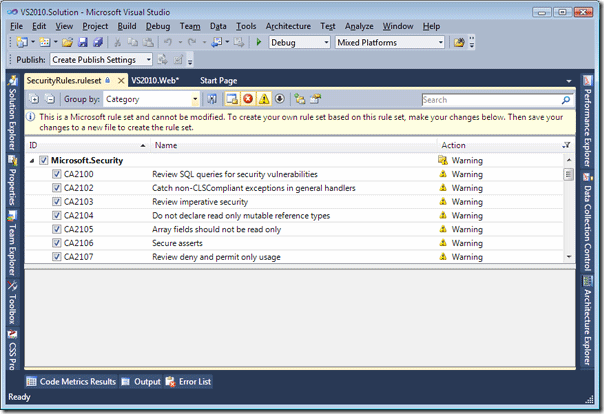 VS2010.Solution - Microsoft Visual Studio
File Edit View Project Build Debug Team Data Tools Architecture Test Analyze Window Help
Debug Mixed Platforms
Publish: Create Publish Settings
SecurityRules.ruleset VS2010.Web* Start Page
Group by: Category Search
This is a Microsoft rule set and cannot be modified. To create your own rule set based on this rule set, make your changes below. Then save
your changes to a new file to create the rule set.
ID Name Action
Microsoft.Security Warning
CA2100 Review SQL queries for security vulnerabilities Warning
CA2102 Catch non-CLSCompliant exceptions in general handlers Warning
CA2103 Review imperative security Warning
CA2104 Do not declare read only mutable reference types Warning
CA2105 Array fields should not be read only Warning
CA2106 Secure asserts Warning
CA2107 Review deny and permit only usage Warning
Solution Explorer
Properties
Team Explorer
Toolbox
CSS Pro
Performance Explorer
Data Collection Control
Architecture Explorer
Code Metrics Results Output Error List
Ready